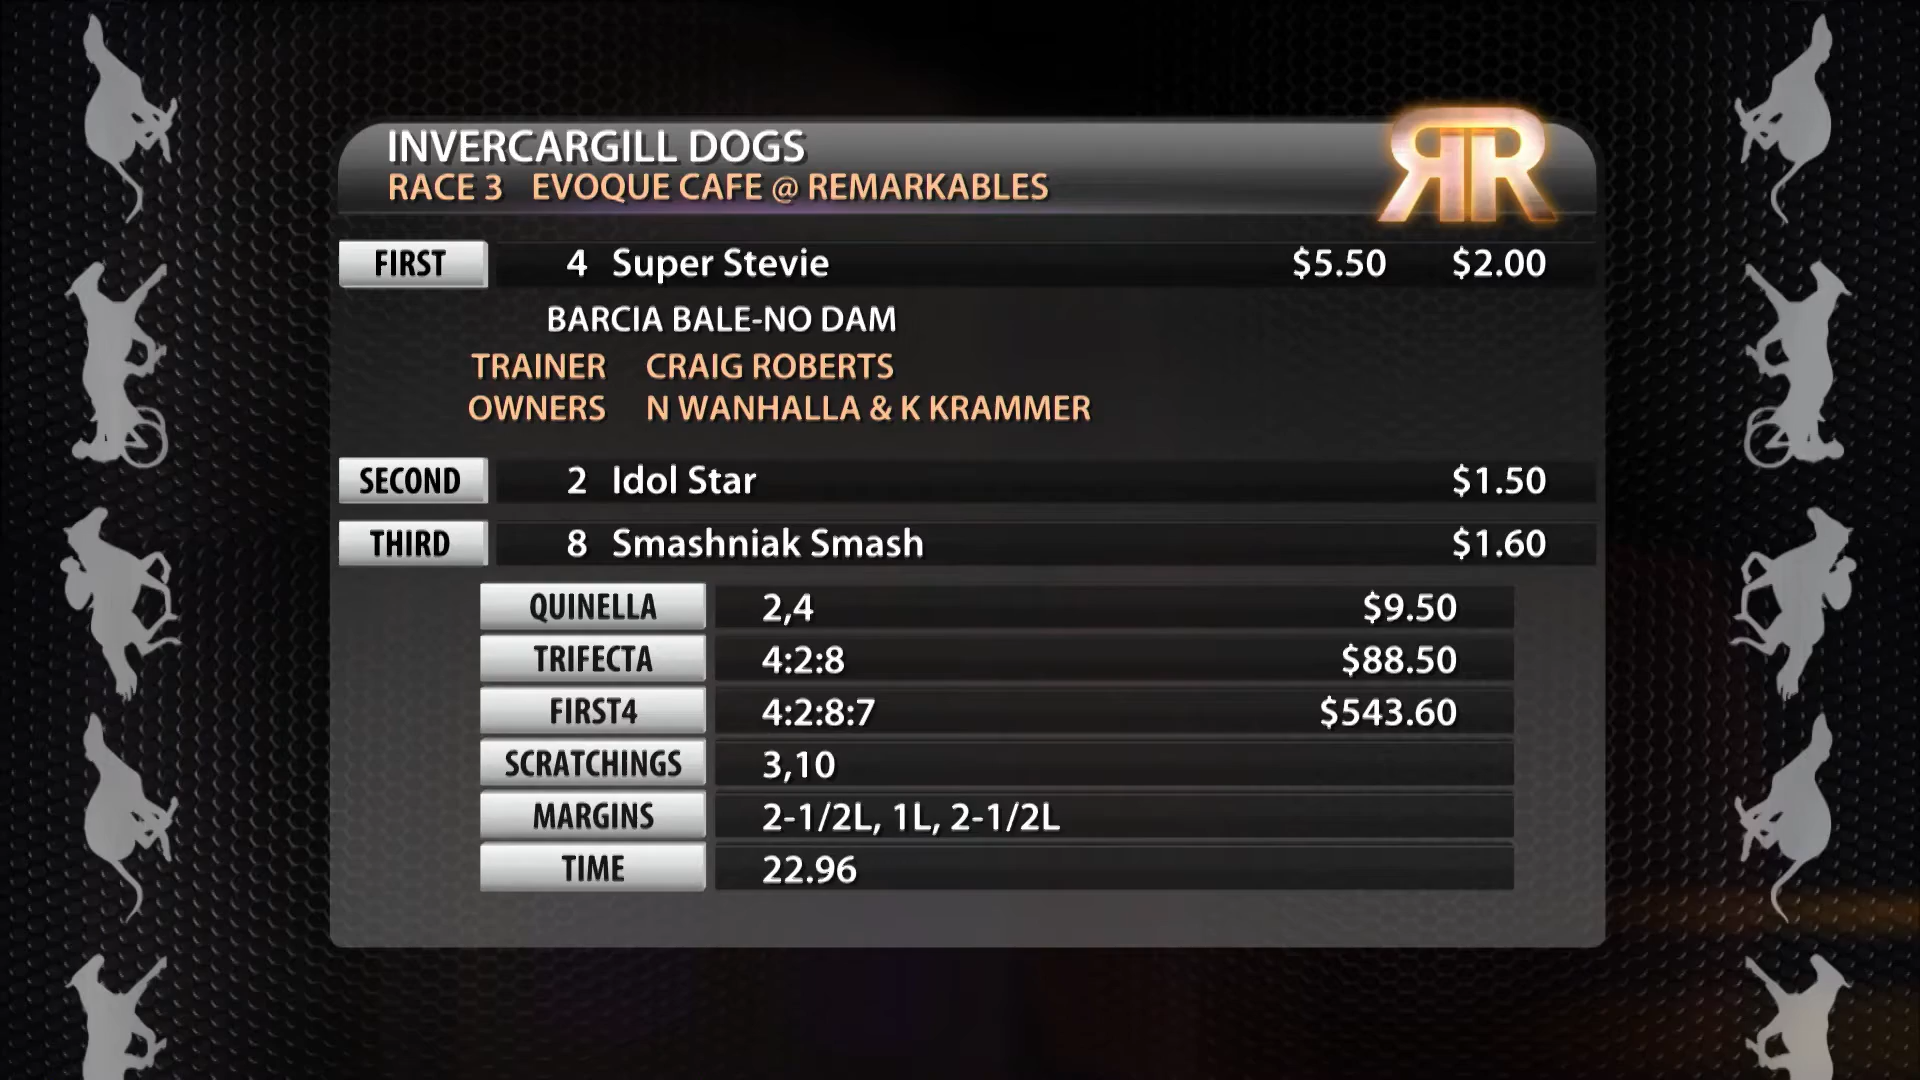 INVERCARGILL DOGS
RACE 3 EVOQUE CAFE @ REMARKABLES
RR
FIRST 4 Super Stevie $5.50 $2.00
BARCIA BALE-NO DAM
TRAINER CRAIG ROBERTS
OWNERS N WANHALLA & K KRAMMER
SECOND 2 Idol Star $1.50
THIRD 8 Smashniak Smash $1.60
QUINELLA 2,4 $9.50
TRIFECTA 4:2:8 $88.50
FIRST4 4:2:8:7 $543.60
SCRATCHINGS 3,10
MARGINS 2-1/2L, 1L, 2-1/2L
TIME 22.96